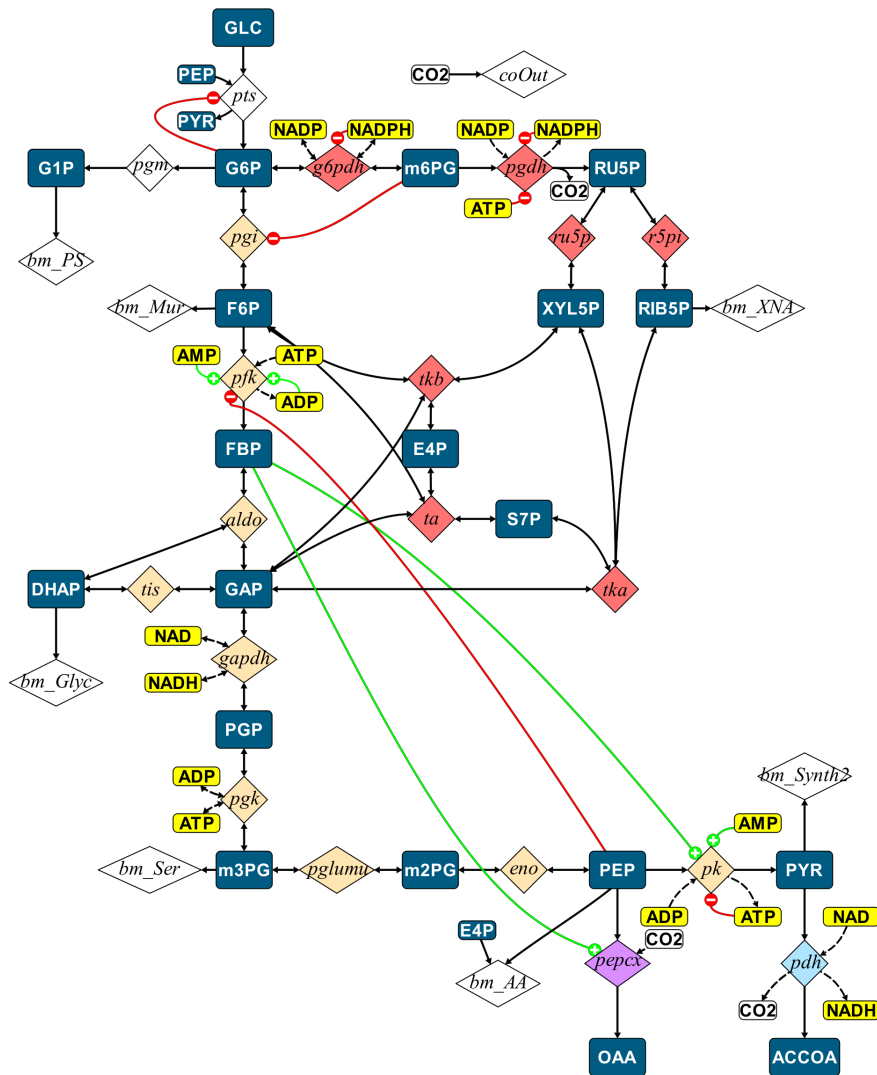 GLC
PEP
CO2
coOut
pts
PYR
NADP
NADPH
NADP
NADPH
G1P
pgm
G6P
g6pdh
m6PG
pgdh
RU5P
CO2
ATP
pgi
ru5p
r5pi
bm_PS
bm_Mur
F6P
XYL5P
RIB5P
bm_XNA
AMP
ATP
pfk
tkb
ADP
FBP
E4P
aldo
ta
S7P
DHAP
tis
GAP
tka
NAD
gapdh
NADH
bm_Glyc
PGP
ADP
pgk
ATP
bm_Synth2
AMP
bm_Ser
m3PG
pglumu
m2PG
eno
PEP
pk
PYR
ADP
ATP
NAD
E4P
CO2
pepcx
pdh
bm_AA
CO2
NADH
OAA
ACCOA